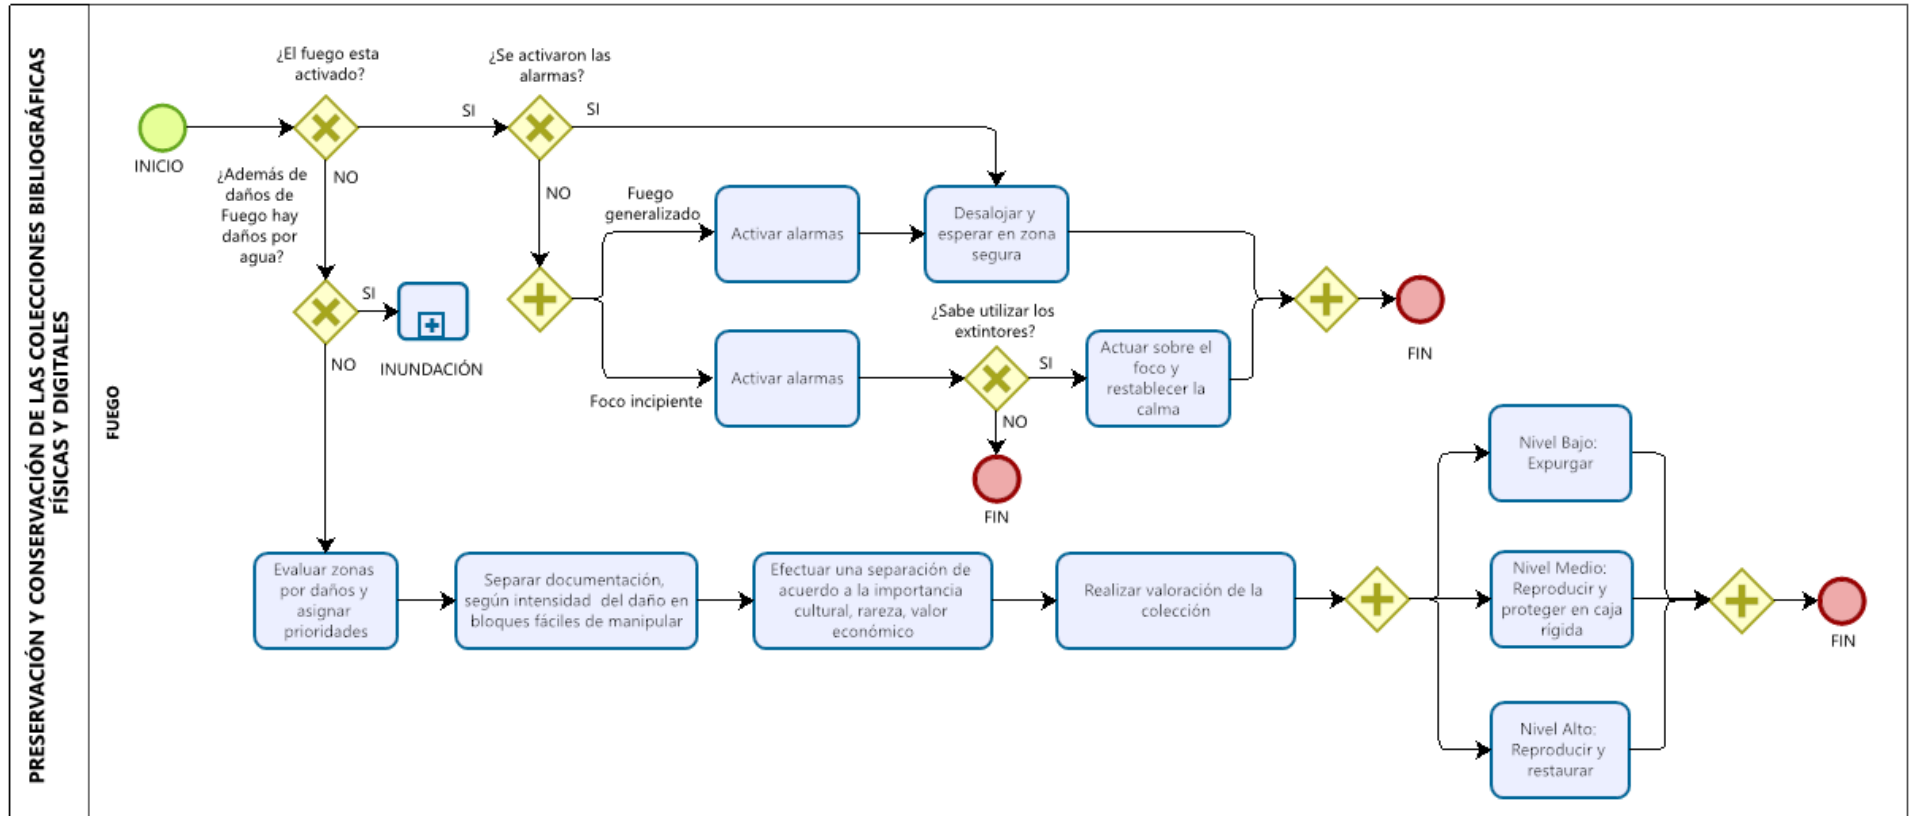 PRESERVACIÓN Y CONSERVACIÓN DE LAS COLECCIONES BIBLIOGRÁFICAS
FÍSICAS Y DIGITALES
FUEGO
INICIO
¿El fuego esta
activado?
SI
NO
¿Se activaron las
alarmas?
SI
NO
¿Además de
daños de
Fuego hay
daños por
agua?
SI
NO
INUNDACIÓN
Fuego
generalizado
Activar alarmas
Desalojar y
esperar en zona
segura
Foco incipiente
Activar alarmas
¿Sabe utilizar los
extintores?
SI
NO
FIN
Actuar sobre el
foco y
restablecer la
calma
FIN
Evaluar zonas
por daños y
asignar
prioridades
Separar documentación,
según intensidad  del daño en
bloques fáciles de manipular
Efectuar una separación de
acuerdo a la importancia
cultural, rareza, valor
económico
Realizar valoración de la
colección
Nivel Bajo:
Expurgar
Nivel Medio:
Reproducir y
proteger en caja
rígida
Nivel Alto:
Reproducir y
restaurar
FIN